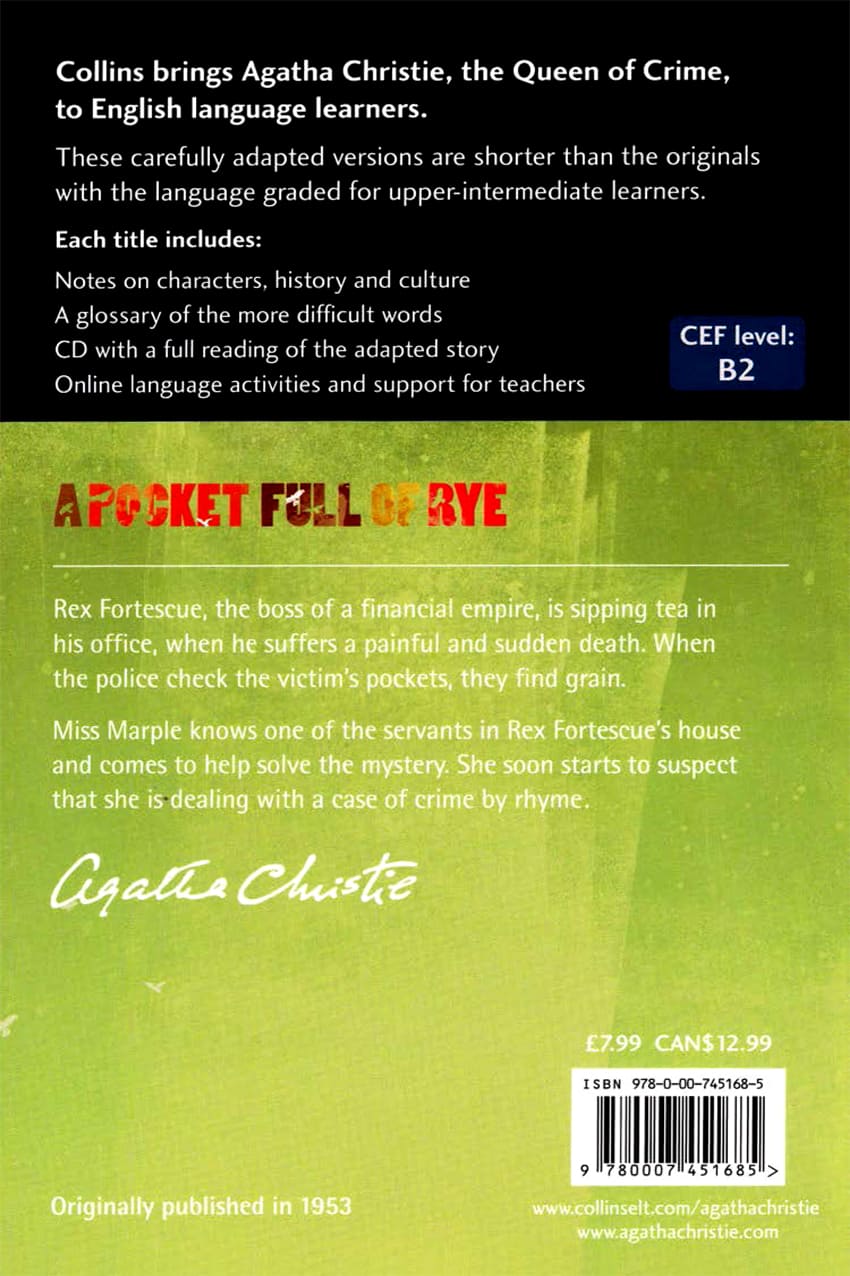 Collins brings Agatha Christie, the Queen of Crime,
to English language learners.
These carefully adapted versions are shorter than the originals
with the language graded for upper-intermediate learners.
Each title includes:
Notes on characters, history and culture
A glossary of the more difficult words
CD with a full reading of the adapted story
Online language activities and support for teachers
CEF level:
B2
A POCKET FULL OF RYE
Rex Fortescue, the boss of a financial empire, is sipping tea in
his office, when he suffers a painful and sudden death. When
the police check the victim's pockets, they find grain.
Miss Marple knows one of the servants in Rex Fortescue's house
and comes to help solve the mystery. She soon starts to suspect
that she is dealing with a case of crime by rhyme.
Agatha Christie
£7.99 CAN$12.99
ISBN 978-0-00-745168-5
9 780007 451685 >
Originally published in 1953
www.collinselt.com/agathachristie
www.agathachristie.com